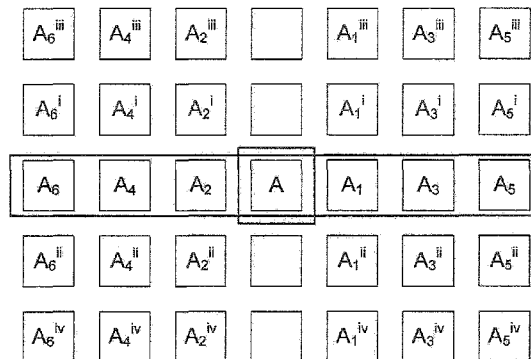 A₆ⁱⁱⁱ A₄ⁱⁱⁱ A₂ⁱⁱⁱ A₁ⁱⁱⁱ A₃ⁱⁱⁱ A₅ⁱⁱⁱ
A₆ⁱ A₄ⁱ A₂ⁱ A₁ⁱ A₃ⁱ A₅ⁱ
A₆ A₄ A₂ A A₁ A₃ A₅
A₆ⁱⁱ A₄ⁱⁱ A₂ⁱⁱ A₁ⁱⁱ A₃ⁱⁱ A₅ⁱⁱ
A₆ⁱᵛ A₄ⁱᵛ A₂ⁱᵛ A₁ⁱᵛ A₃ⁱᵛ A₅ⁱᵛ